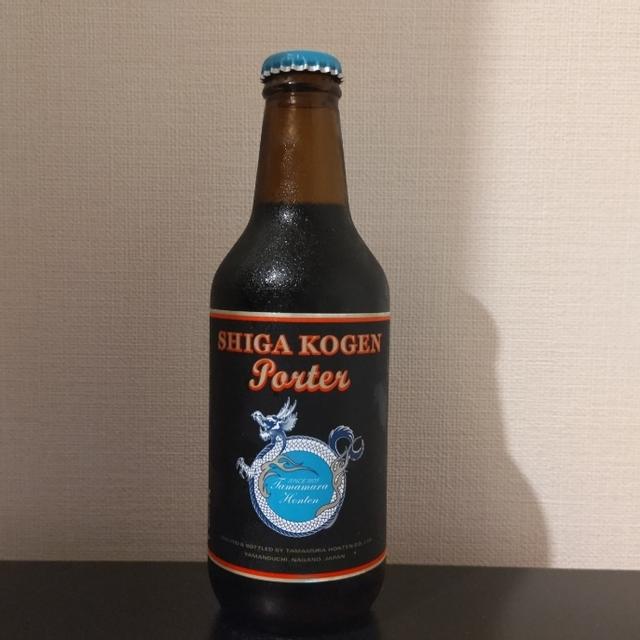 SHIGA KOGEN
Porter
SINCE 1805
Tamamura
Honten
BREWED & BOTTLED BY TAMAMURA HONTEN CO., LTD.
YAMANOUCHI, NAGANO, JAPAN